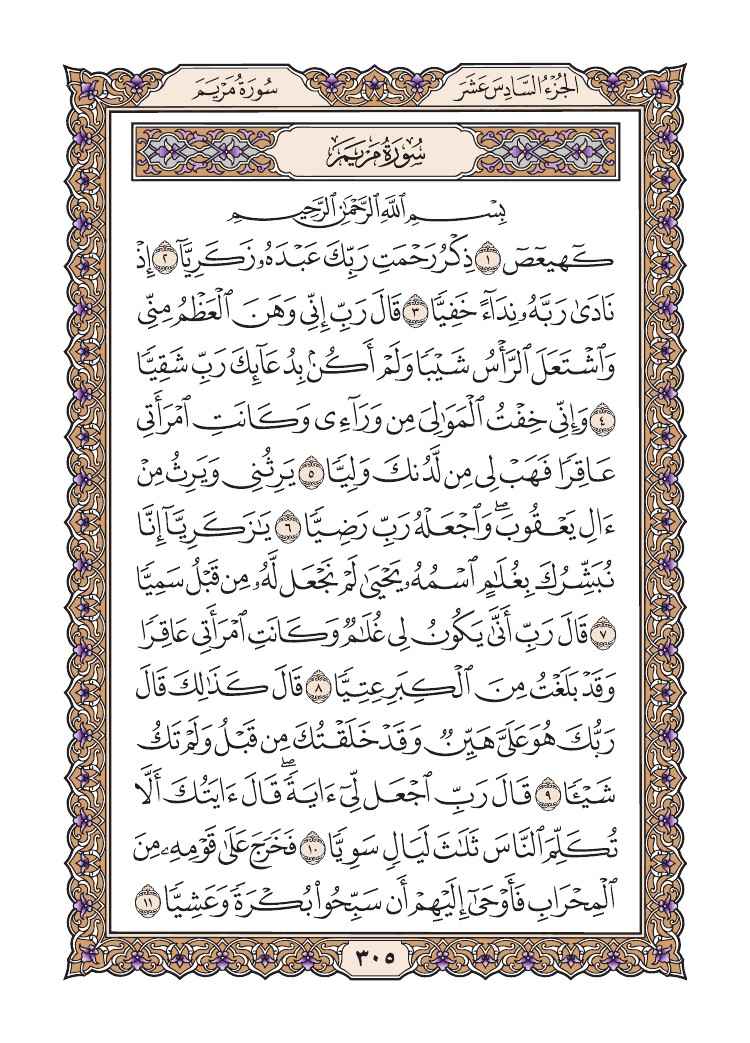 الجُزْءُ السَّادِسَ عَشَرَ
سُورَةُ مَرْيَمَ
سُورَةُ مَرْيَمَ
بِسْمِ ٱللَّهِ ٱلرَّحْمَٰنِ ٱلرَّحِيمِ
كٓهيعٓصٓ ١ ذِكْرُ رَحْمَتِ رَبِّكَ عَبْدَهُۥ زَكَرِيَّآ ٢ إِذْ
نَادَىٰ رَبَّهُۥ نِدَآءً خَفِيًّا ٣ قَالَ رَبِّ إِنِّي وَهَنَ ٱلْعَظْمُ مِنِّي
وَٱشْتَعَلَ ٱلرَّأْسُ شَيْبًا وَلَمْ أَكُنۢ بِدُعَآئِكَ رَبِّ شَقِيًّا
٤ وَإِنِّي خِفْتُ ٱلْمَوَٰلِيَ مِن وَرَآءِي وَكَانَتِ ٱمْرَأَتِي
عَاقِرًا فَهَبْ لِي مِن لَّدُنكَ وَلِيًّا ٥ يَرِثُنِي وَيَرِثُ مِنْ
ءَالِ يَعْقُوبَۖ وَٱجْعَلْهُ رَبِّ رَضِيًّا ٦ يَٰزَكَرِيَّآ إِنَّا
نُبَشِّرُكَ بِغُلَٰمٍ ٱسْمُهُۥ يَحْيَىٰ لَمْ نَجْعَل لَّهُۥ مِن قَبْلُ سَمِيًّا
٧ قَالَ رَبِّ أَنَّىٰ يَكُونُ لِي غُلَٰمٌ وَكَانَتِ ٱمْرَأَتِي عَاقِرًا
وَقَدْ بَلَغْتُ مِنَ ٱلْكِبَرِ عِتِيًّا ٨ قَالَ كَذَٰلِكَ قَالَ
رَبُّكَ هُوَ عَلَيَّ هَيِّنٌ وَقَدْ خَلَقْتُكَ مِن قَبْلُ وَلَمْ تَكُ
شَيْـًٔا ٩ قَالَ رَبِّ ٱجْعَل لِّيٓ ءَايَةًۖ قَالَ ءَايَتُكَ أَلَّا
تُكَلِّمَ ٱلنَّاسَ ثَلَٰثَ لَيَالٍ سَوِيًّا ١٠ فَخَرَجَ عَلَىٰ قَوْمِهِۦ مِنَ
ٱلْمِحْرَابِ فَأَوْحَىٰٓ إِلَيْهِمْ أَن سَبِّحُوا۟ بُكْرَةً وَعَشِيًّا ١١
٣٠٥